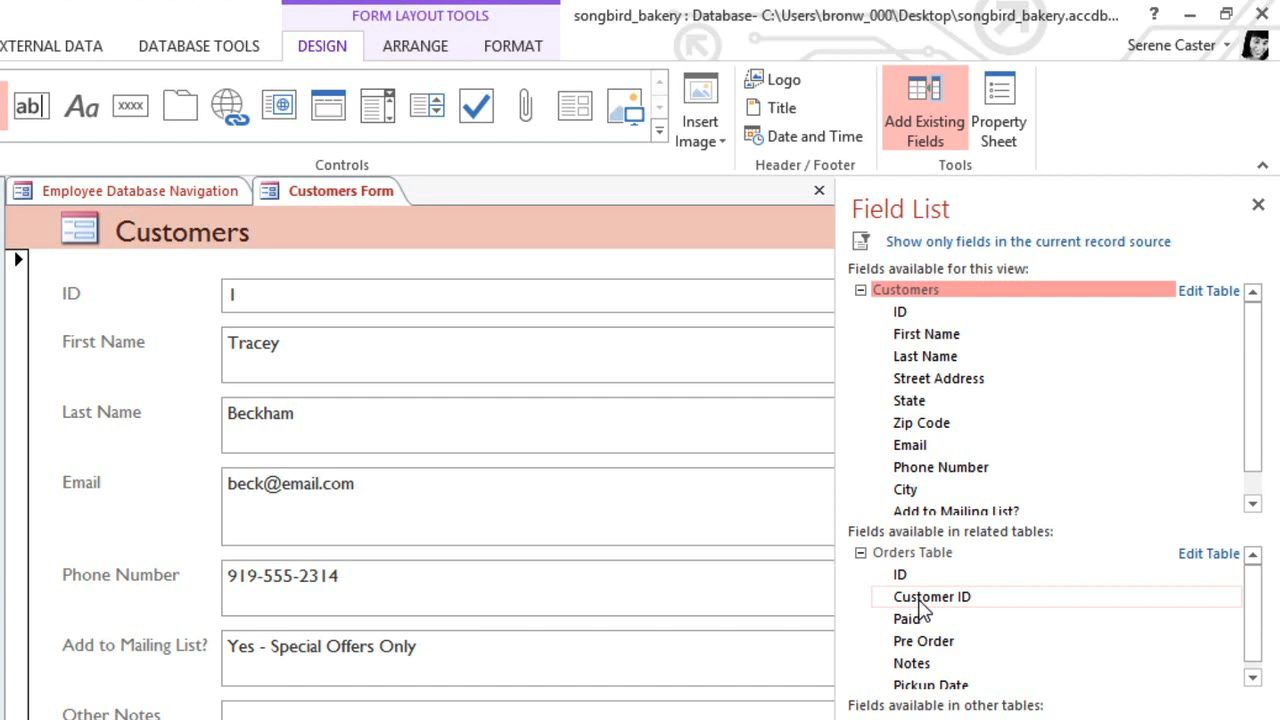 FORM LAYOUT TOOLS
songbird_bakery : Database- C:\Users\bronw_000\Desktop\songbird_bakery.accdb...
?
XTERNAL DATA
DATABASE TOOLS
DESIGN
ARRANGE
FORMAT
Serene Caster
ab
Aa
xxxx
Insert
Image
Logo
Title
Date and Time
Add Existing
Fields
Property
Sheet
Controls
Header / Footer
Tools
Employee Database Navigation
Customers Form
Customers
ID
1
First Name
Tracey
Last Name
Beckham
Email
beck@email.com
Phone Number
919-555-2314
Add to Mailing List?
Yes - Special Offers Only
Other Notes
Field List
Show only fields in the current record source
Fields available for this view:
Customers
Edit Table
ID
First Name
Last Name
Street Address
State
Zip Code
Email
Phone Number
City
Add to Mailing List?
Fields available in related tables:
Orders Table
Edit Table
ID
Customer ID
Paid
Pre Order
Notes
Pickup Date
Fields available in other tables: